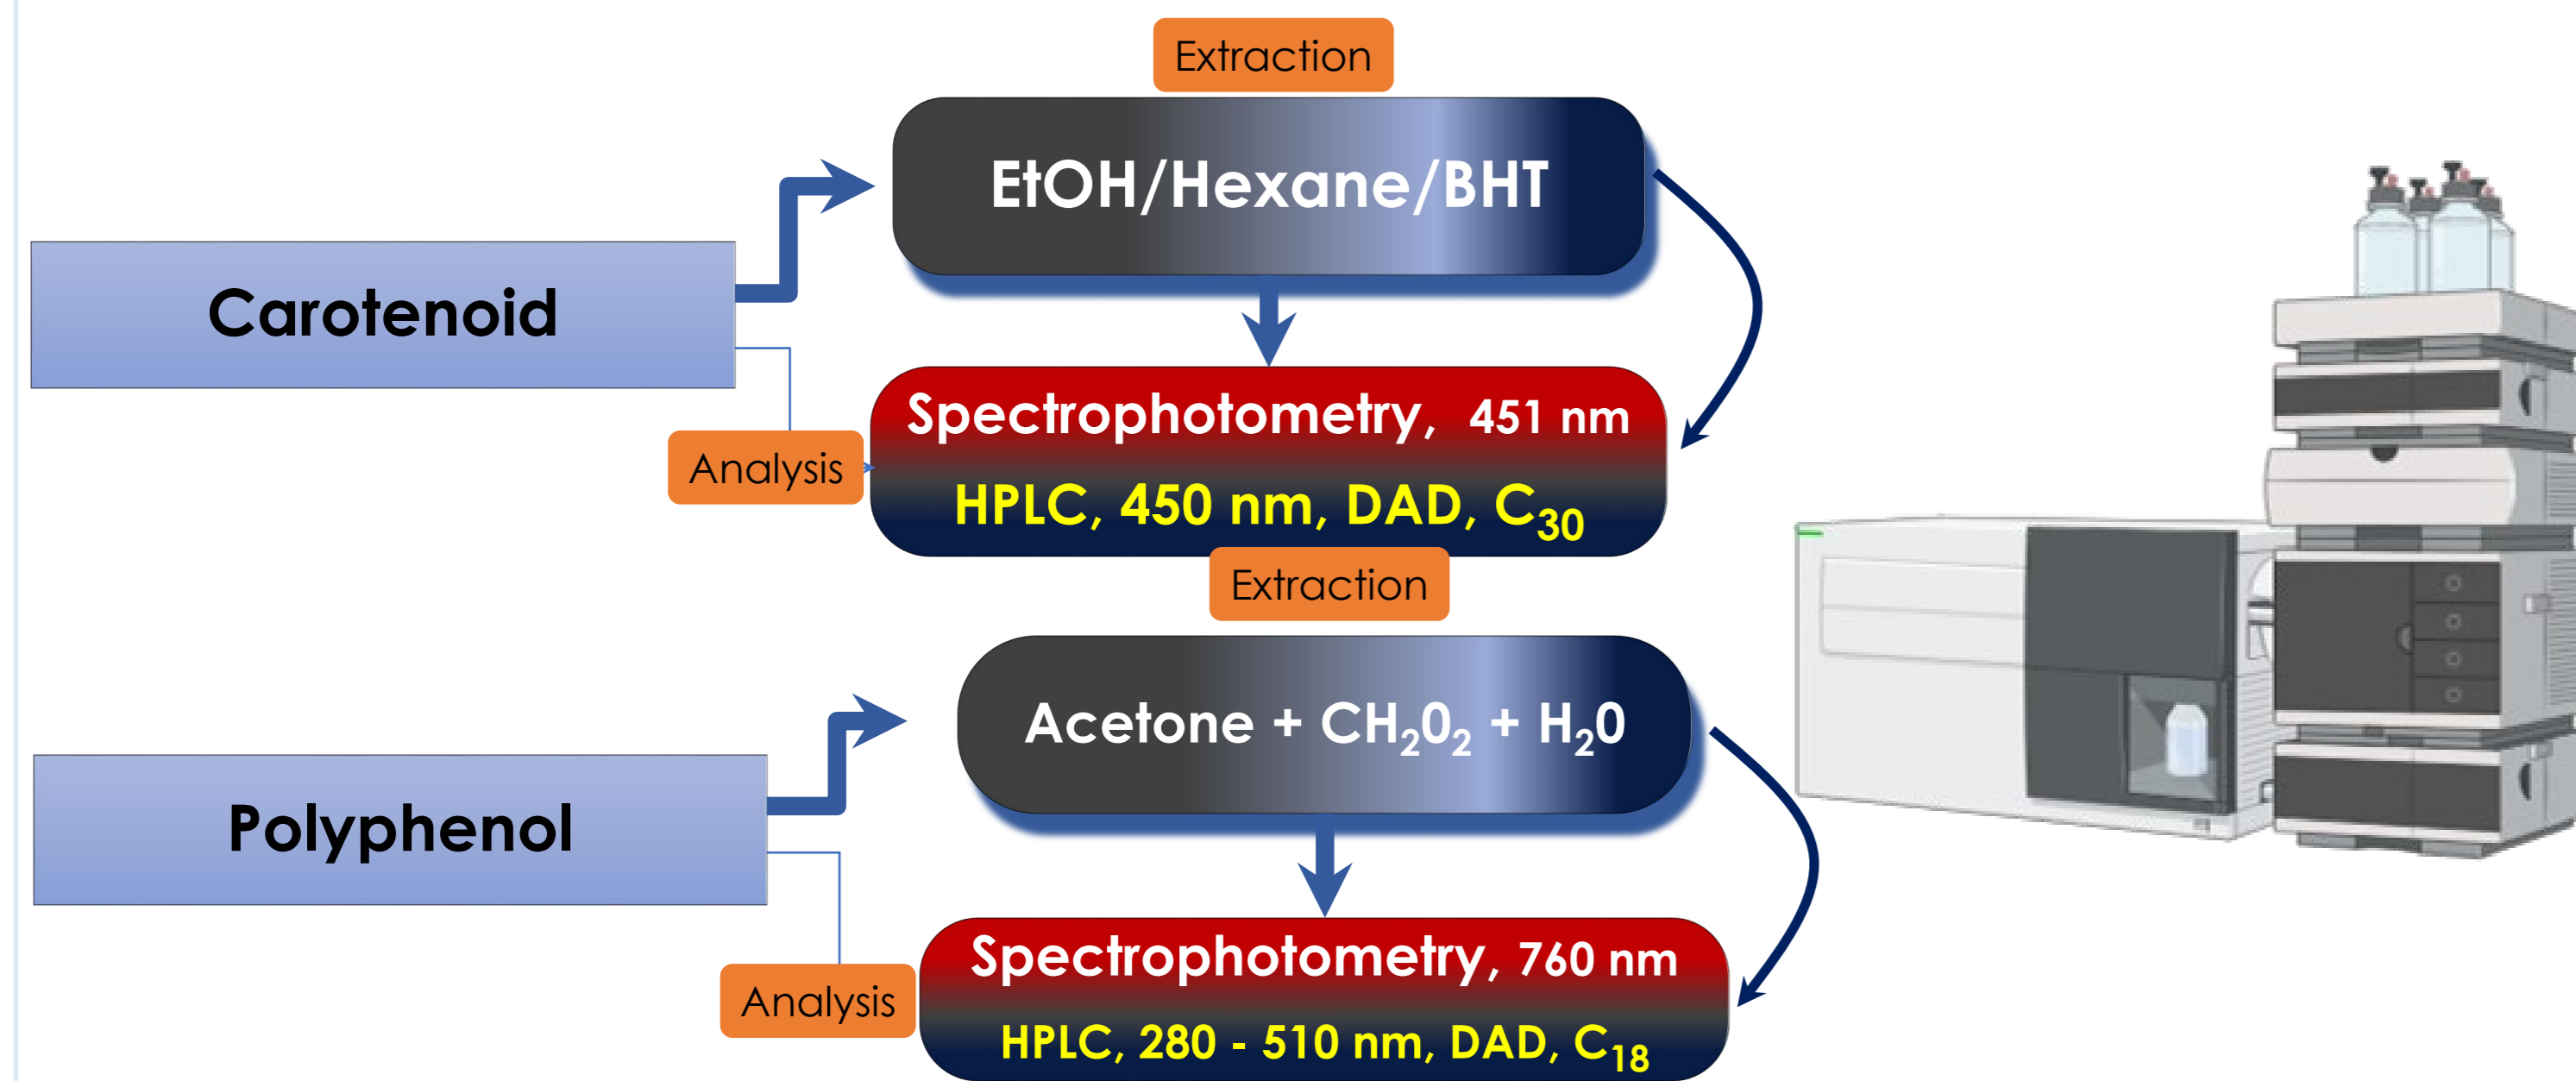 Extraction
EtOH/Hexane/BHT
Carotenoid
Spectrophotometry, 451 nm
Analysis
HPLC, 450 nm, DAD, C₃₀
Extraction
Acetone + CH₂0₂ + H₂0
Polyphenol
Spectrophotometry, 760 nm
Analysis
HPLC, 280 - 510 nm, DAD, C₁₈